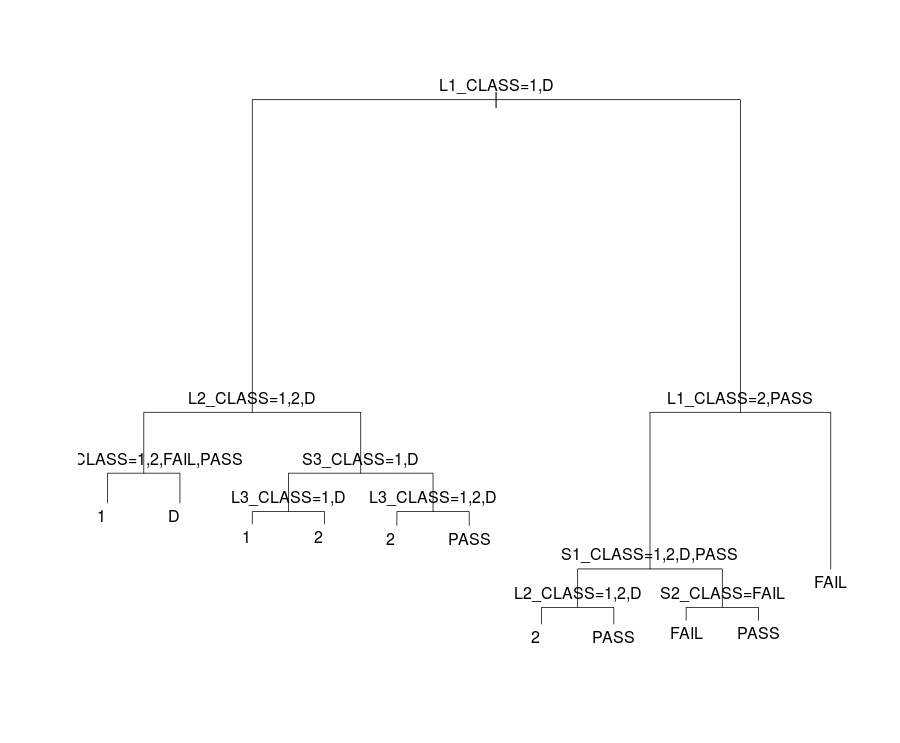 L1_CLASS=1,D
L2_CLASS=1,2,D
L1_CLASS=2,PASS
CLASS=1,2,FAIL,PASS
S3_CLASS=1,D
1
D
L3_CLASS=1,D
L3_CLASS=1,2,D
1
2
2
PASS
S1_CLASS=1,2,D,PASS
FAIL
L2_CLASS=1,2,D
S2_CLASS=FAIL
2
PASS
FAIL
PASS